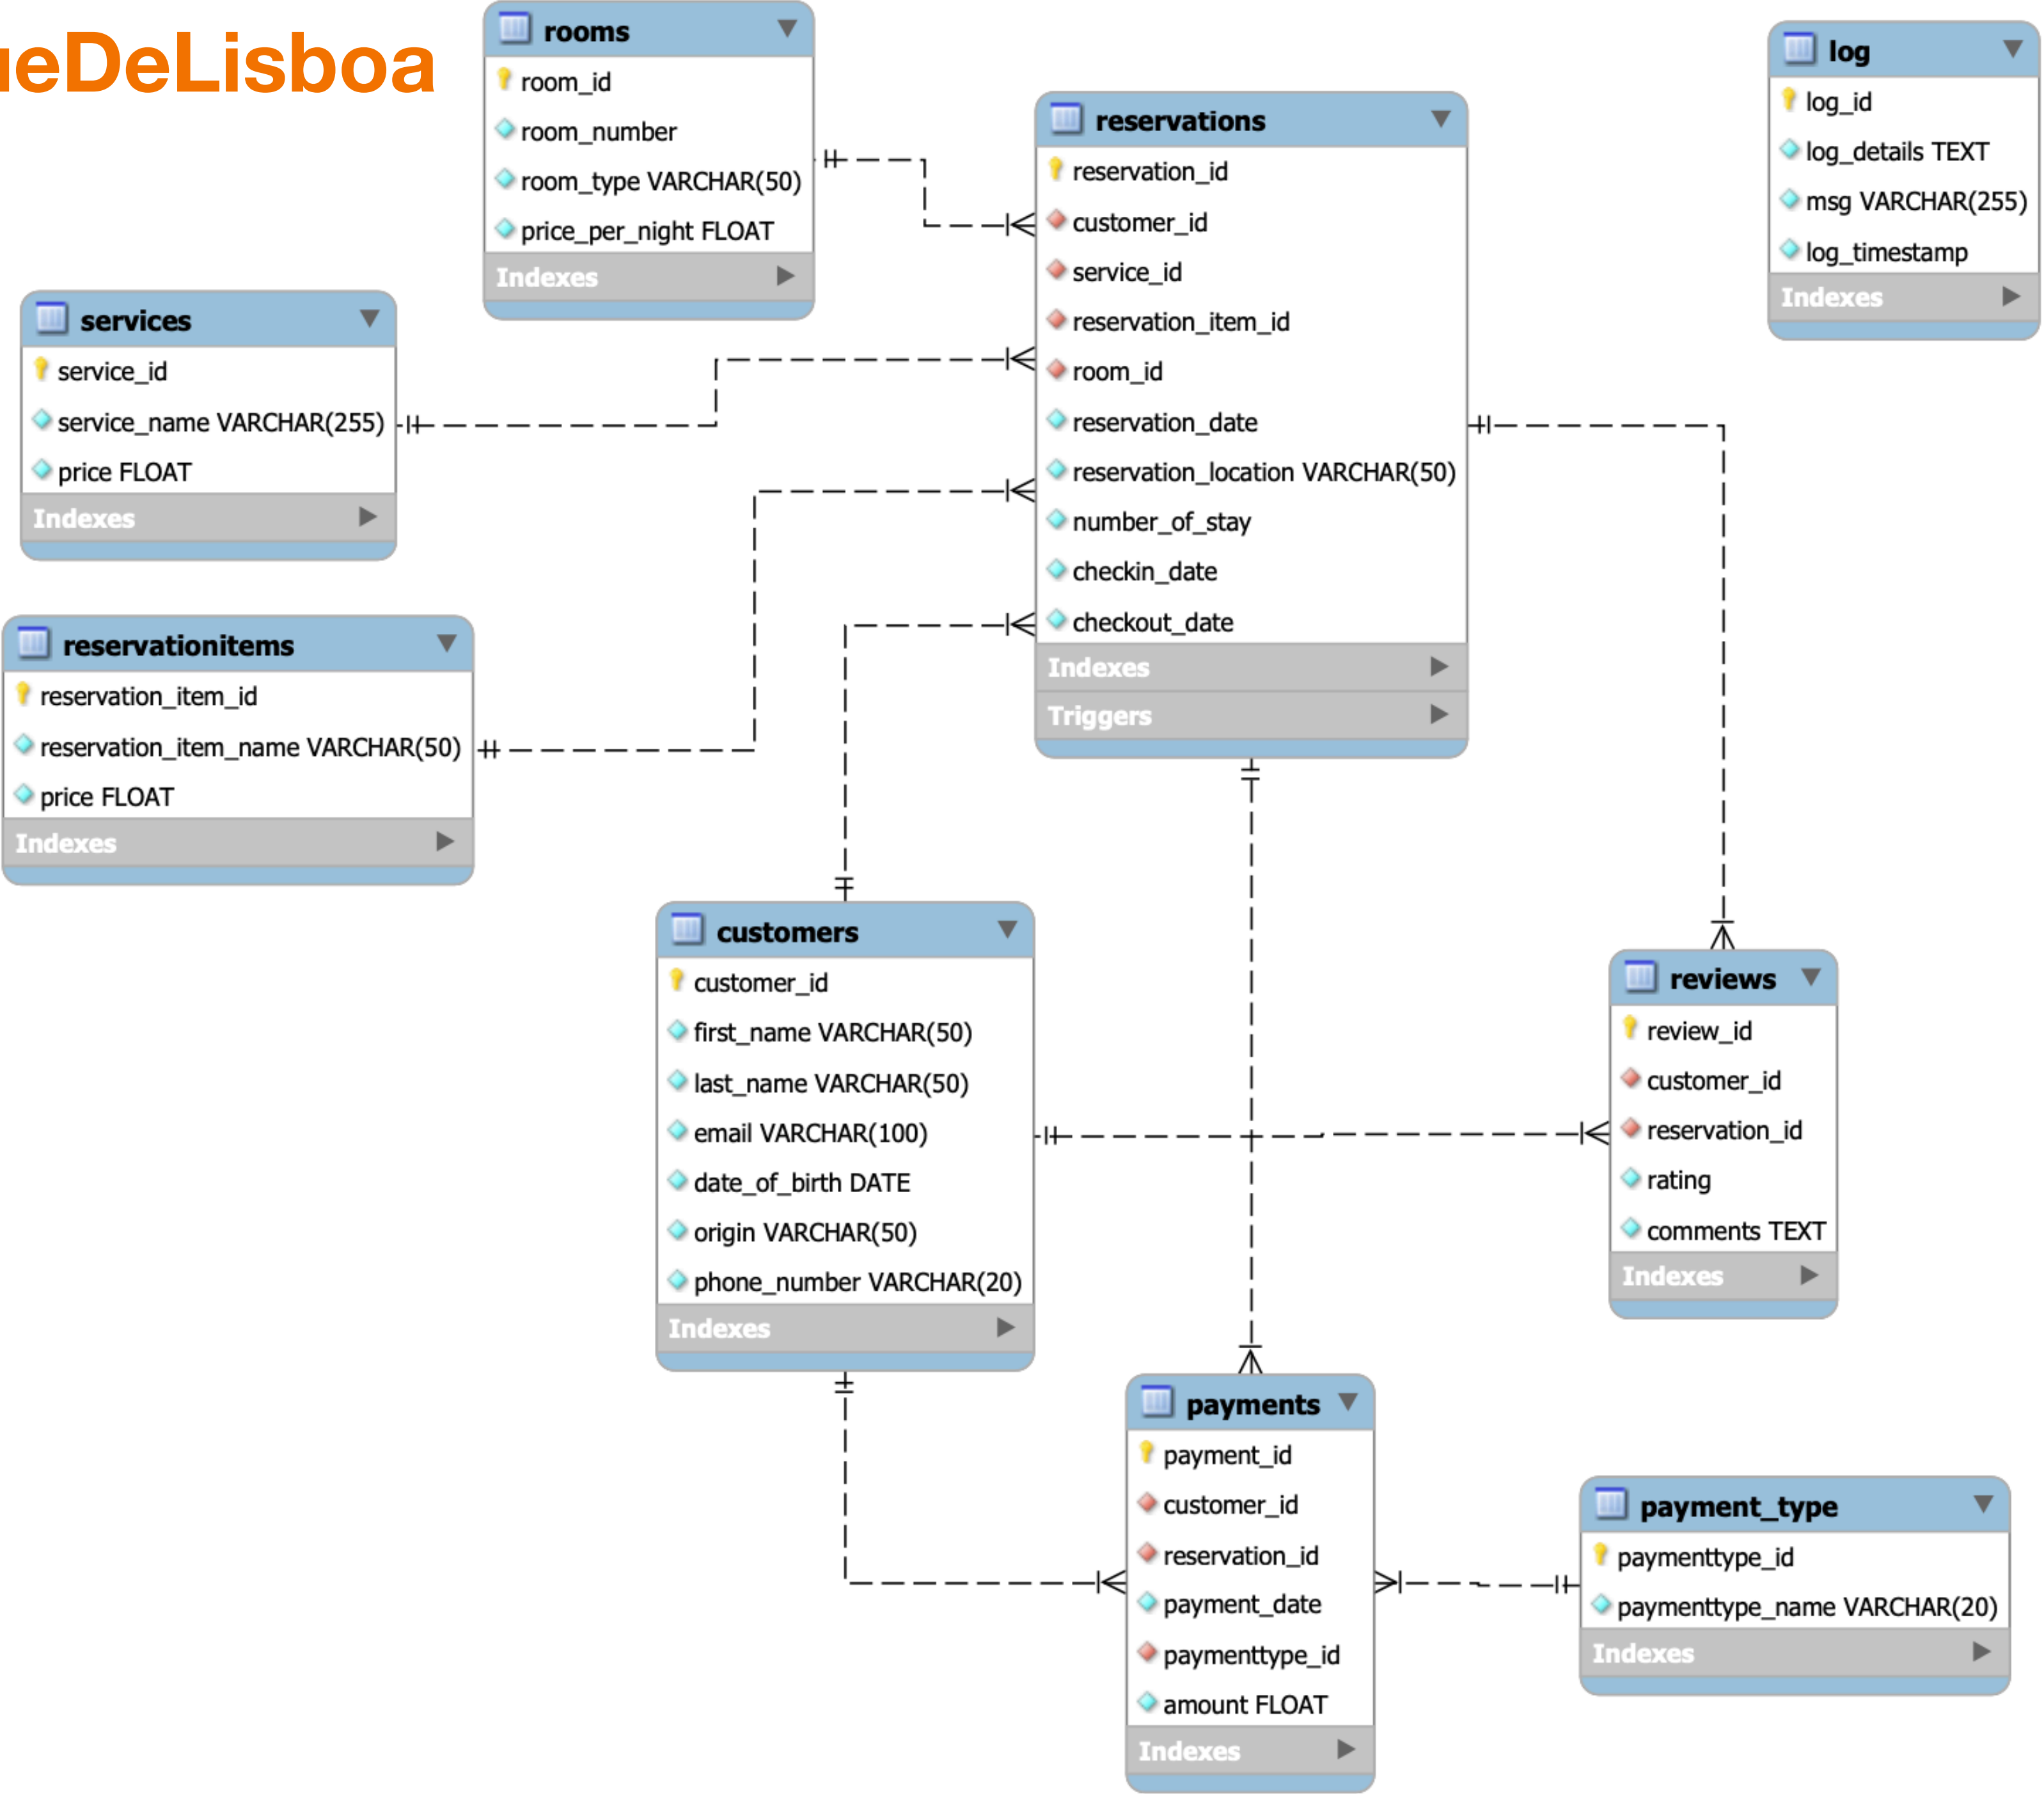 ueDeLisboa
rooms
room_id
room_number
room_type VARCHAR(50)
price_per_night FLOAT
Indexes
log
log_id
log_details TEXT
msg VARCHAR(255)
log_timestamp
Indexes
reservations
reservation_id
customer_id
service_id
reservation_item_id
room_id
reservation_date
reservation_location VARCHAR(50)
number_of_stay
checkin_date
checkout_date
Indexes
Triggers
services
service_id
service_name VARCHAR(255)
price FLOAT
Indexes
reservationitems
reservation_item_id
reservation_item_name VARCHAR(50)
price FLOAT
Indexes
customers
customer_id
first_name VARCHAR(50)
last_name VARCHAR(50)
email VARCHAR(100)
date_of_birth DATE
origin VARCHAR(50)
phone_number VARCHAR(20)
Indexes
reviews
review_id
customer_id
reservation_id
rating
comments TEXT
Indexes
payments
payment_id
customer_id
reservation_id
payment_date
paymenttype_id
amount FLOAT
Indexes
payment_type
paymenttype_id
paymenttype_name VARCHAR(20)
Indexes